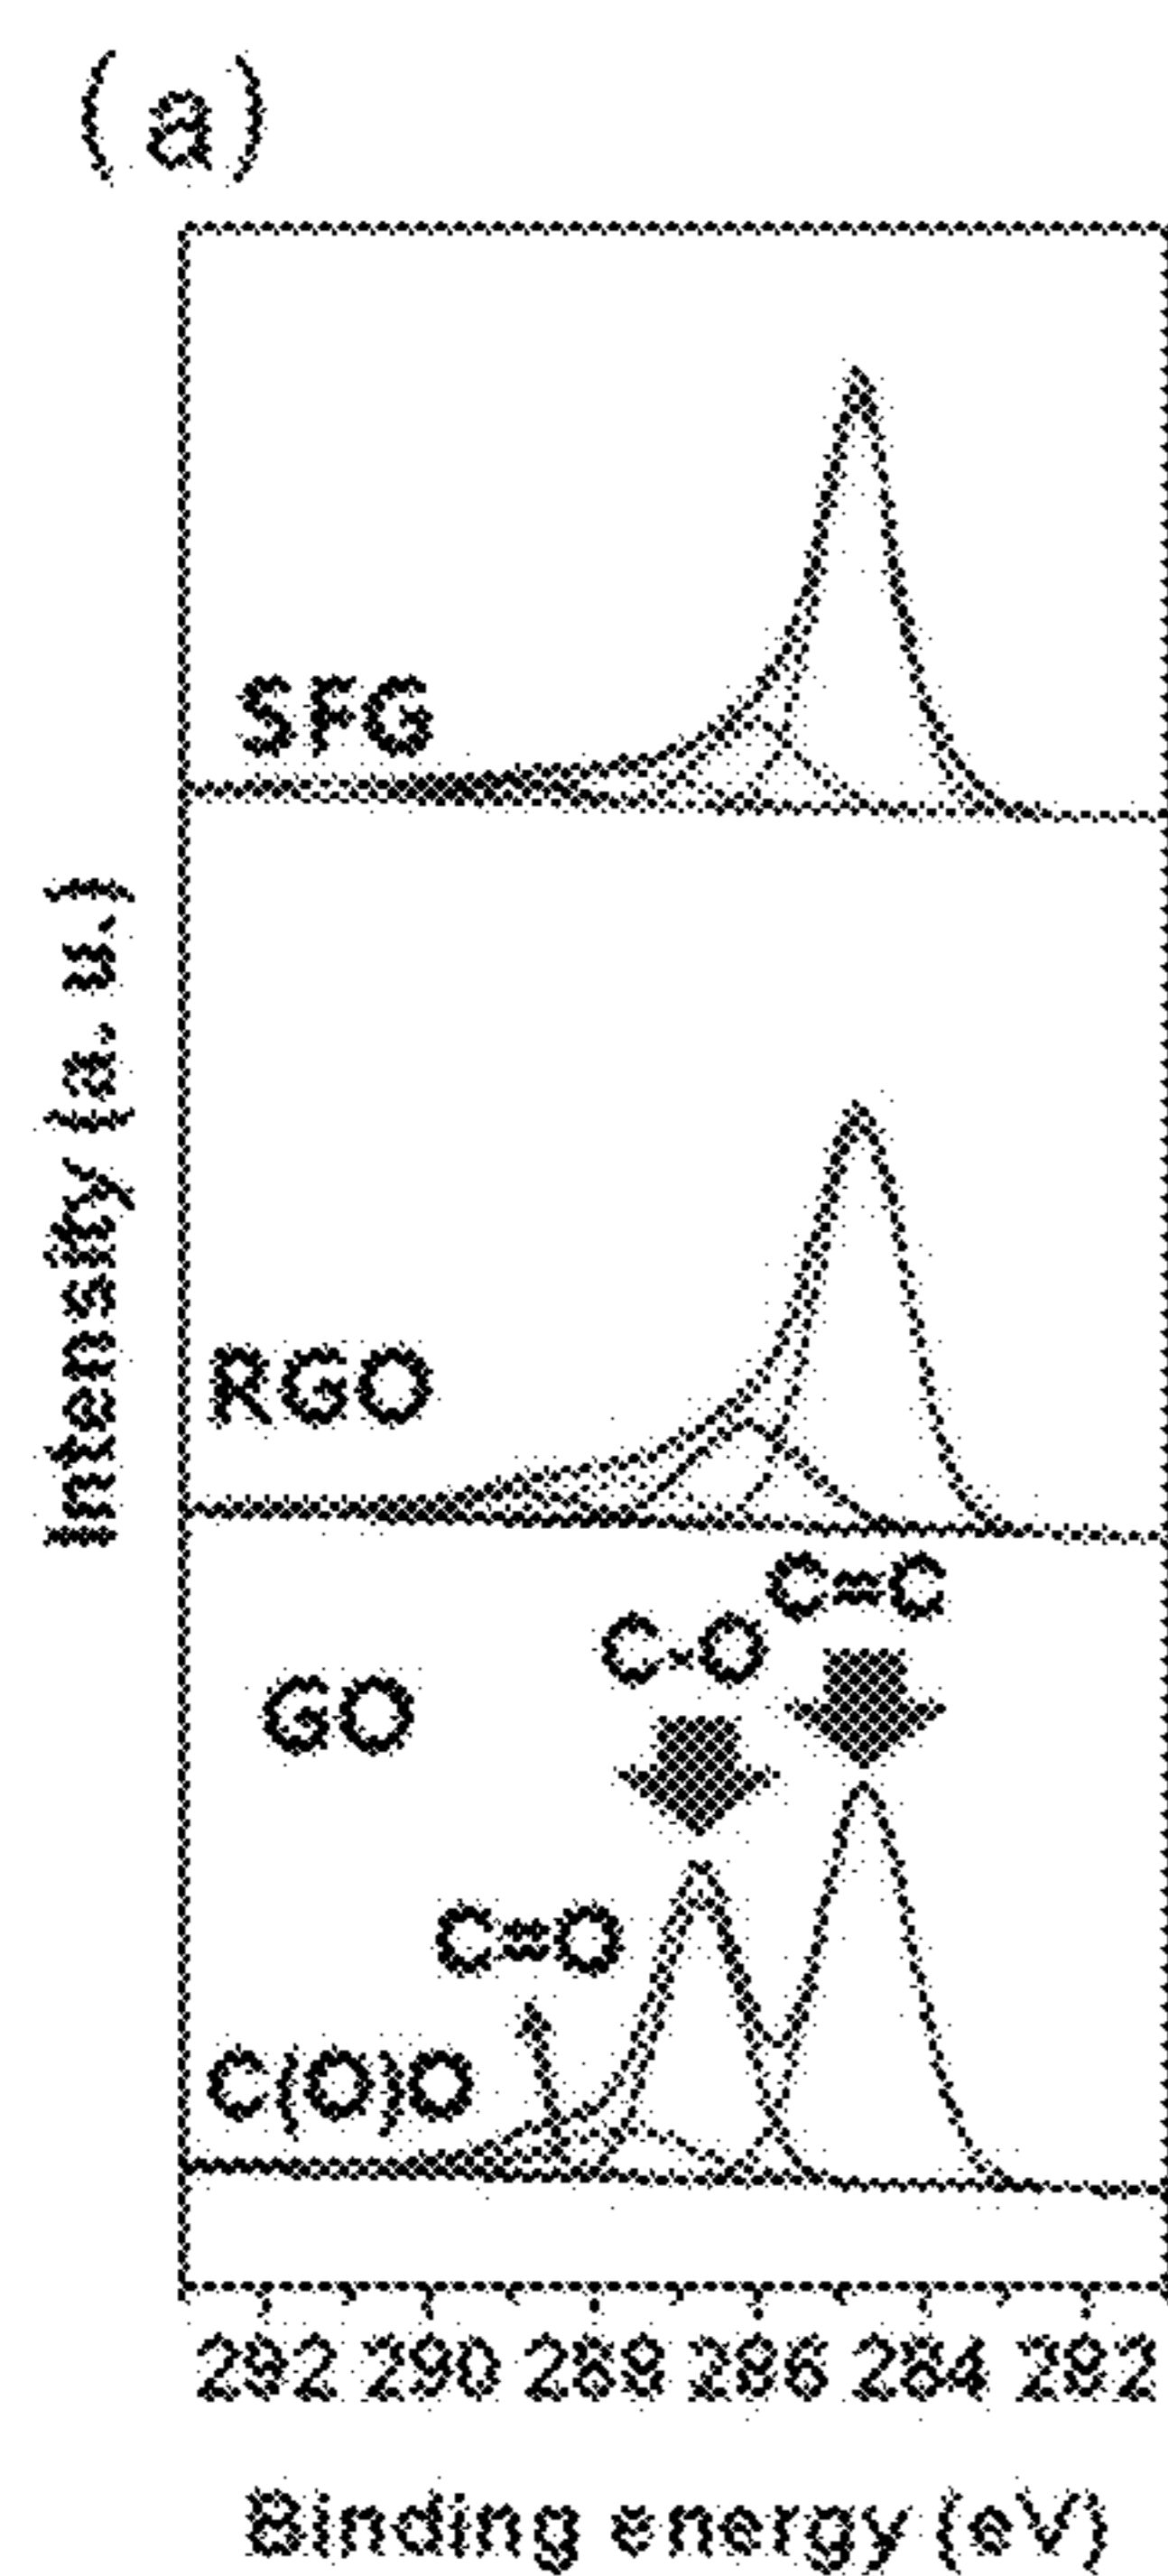 (a)
Intensity (a. u.)
SFG
RGO
C=C
C-O
GO
C=O
C(O)O
292 290 288 286 284 282
Binding energy (eV)